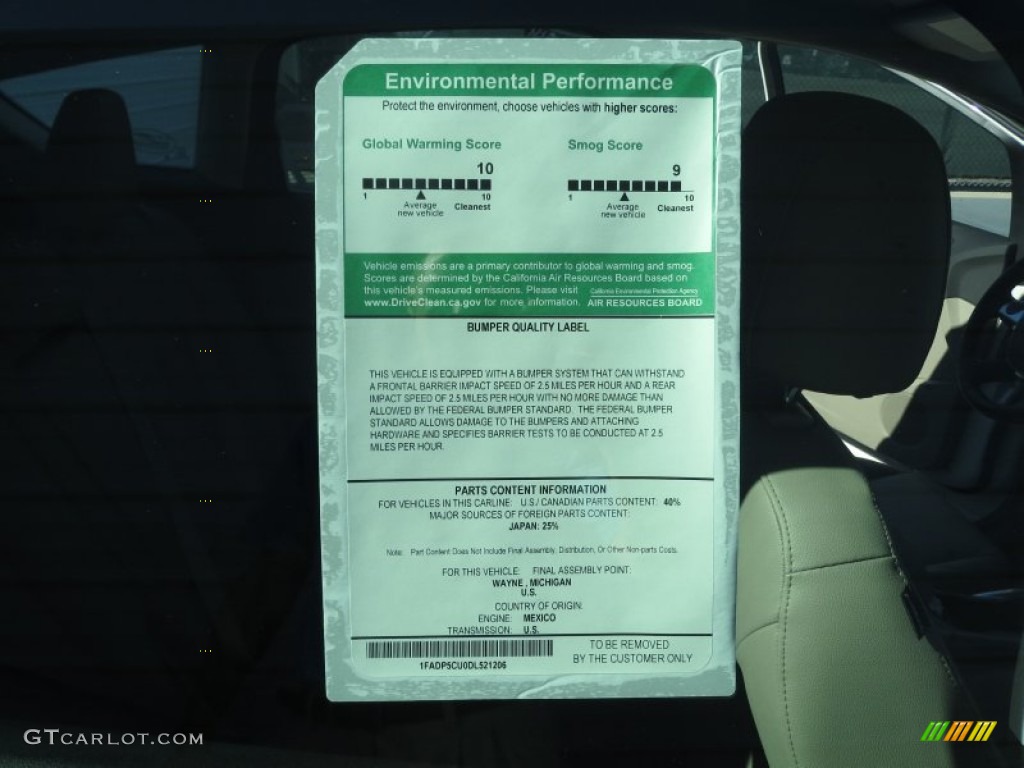 Environmental Performance
Protect the environment, choose vehicles with higher scores:
Global Warming Score
Smog Score
10
9
1
10
1
10
Average
new vehicle
Cleanest
Average
new vehicle
Cleanest
Vehicle emissions are a primary contributor to global warming and smog.
Scores are determined by the California Air Resources Board based on
this vehicle's measured emissions. Please visit
California Environmental Protection Agency
www.DriveClean.ca.gov for more information.
AIR RESOURCES BOARD
BUMPER QUALITY LABEL
THIS VEHICLE IS EQUIPPED WITH A BUMPER SYSTEM THAT CAN WITHSTAND
A FRONTAL BARRIER IMPACT SPEED OF 2.5 MILES PER HOUR AND A REAR
IMPACT SPEED OF 2.5 MILES PER HOUR WITH NO MORE DAMAGE THAN
ALLOWED BY THE FEDERAL BUMPER STANDARD. THE FEDERAL BUMPER
STANDARD ALLOWS DAMAGE TO THE BUMPERS AND ATTACHING
HARDWARE AND SPECIFIES BARRIER TESTS TO BE CONDUCTED AT 2.5
MILES PER HOUR.
PARTS CONTENT INFORMATION
FOR VEHICLES IN THIS CARLINE: U.S./ CANADIAN PARTS CONTENT: 40%
MAJOR SOURCES OF FOREIGN PARTS CONTENT:
JAPAN: 25%
Note: Part Content Does Not Include Final Assembly, Distribution, Or Other Non-parts Costs.
FOR THIS VEHICLE: FINAL ASSEMBLY POINT:
WAYNE , MICHIGAN
U.S.
COUNTRY OF ORIGIN:
ENGINE: MEXICO
TRANSMISSION: U.S.
1FADP5CU0DL521206
TO BE REMOVED
BY THE CUSTOMER ONLY
GTCARLOT.COM